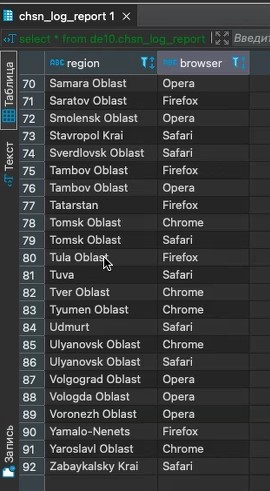 chsn_log_report 1
select * from de10.chsn_log_report
Введит
Таблица
Текст
Запись
ABC region
ABC browser
70 Samara Oblast Opera
71 Saratov Oblast Firefox
72 Smolensk Oblast Opera
73 Stavropol Krai Safari
74 Sverdlovsk Oblast Safari
75 Tambov Oblast Firefox
76 Tambov Oblast Opera
77 Tatarstan Firefox
78 Tomsk Oblast Chrome
79 Tomsk Oblast Safari
80 Tula Oblast Firefox
81 Tuva Safari
82 Tver Oblast Chrome
83 Tyumen Oblast Chrome
84 Udmurt Safari
85 Ulyanovsk Oblast Chrome
86 Ulyanovsk Oblast Safari
87 Volgograd Oblast Opera
88 Vologda Oblast Opera
89 Voronezh Oblast Opera
90 Yamalo-Nenets Firefox
91 Yaroslavl Oblast Chrome
92 Zabaykalsky Krai Safari